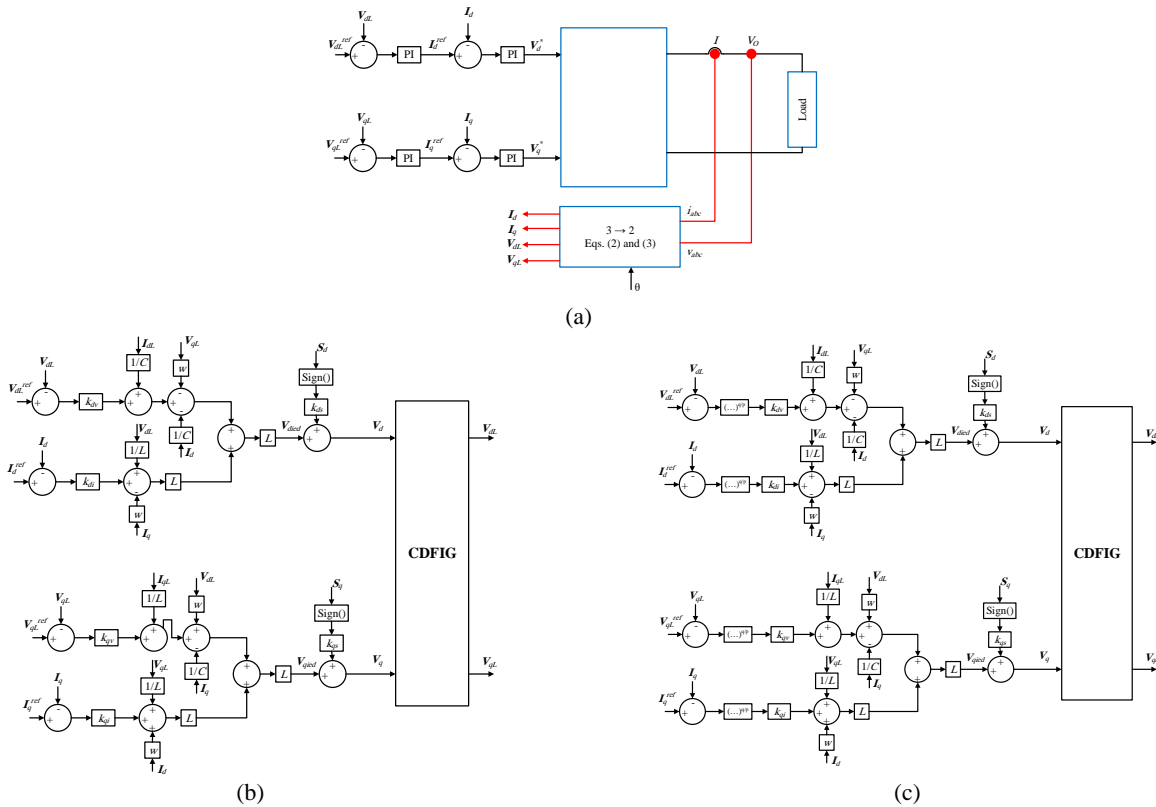 V_dL
I_d
V_dL^ref
+
-
PI
I_d^ref
+
-
PI
V_d^*
I
V_O
Load
V_qL
I_q
V_qL^ref
+
-
PI
I_q^ref
+
-
PI
V_q^*
I_d
I_q
V_dL
V_qL
3 → 2
Eqs. (2) and (3)
i_abc
v_abc
θ
(a)
V_dL
V_dL^ref
+
-
k_dv
I_dL
1/C
+
+
V_qL
w
-
+
-
1/C
I_d
+
+
L
V_died
S_d
Sign()
k_ds
+
+
V_d
I_d
I_d^ref
+
-
k_di
V_dL
1/L
+
+
-
w
I_q
L
V_qL
V_qL^ref
+
-
k_qv
I_qL
1/L
+
+
V_dL
w
+
+
-
1/C
I_q
+
+
L
V_qied
S_q
Sign()
k_qs
+
+
V_q
I_q
I_q^ref
+
-
k_qi
V_qL
1/L
+
+
+
w
I_d
L
CDFIG
V_dL
V_qL
(b)
V_dL
V_dL^ref
+
-
(...)^q/p
k_dv
I_dL
1/C
+
+
V_qL
w
-
+
-
1/C
I_d
+
+
L
V_died
S_d
Sign()
k_ds
+
+
V_d
I_d
I_d^ref
+
-
(...)^q/p
k_di
V_dL
1/L
+
+
-
w
I_q
L
V_qL
V_qL^ref
+
-
(...)^q/p
k_qv
I_qL
1/L
+
+
V_dL
w
+
+
-
1/C
I_q
+
+
L
V_qied
S_q
Sign()
k_qs
+
+
V_q
I_q
I_q^ref
+
-
(...)^q/p
k_qi
V_qL
1/L
+
+
+
w
I_d
L
CDFIG
V_d
V_q
(c)